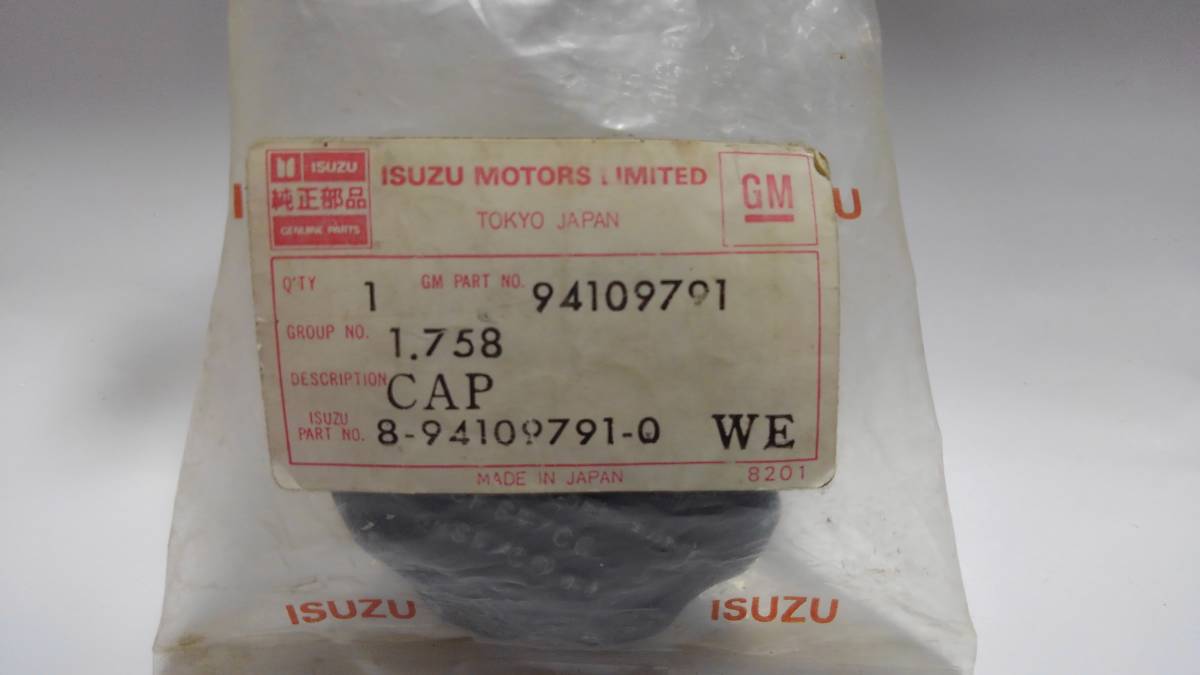 ISUZU
純正部品
GENUINE PARTS
ISUZU MOTORS LIMITED
TOKYO JAPAN
GM
U
Q'TY 1 GM PART NO. 94109791
GROUP NO. 1.758
DESCRIPTION CAP
ISUZU PART NO. 8-94109791-0 WE
MADE IN JAPAN 8201
ISUZU ISUZU